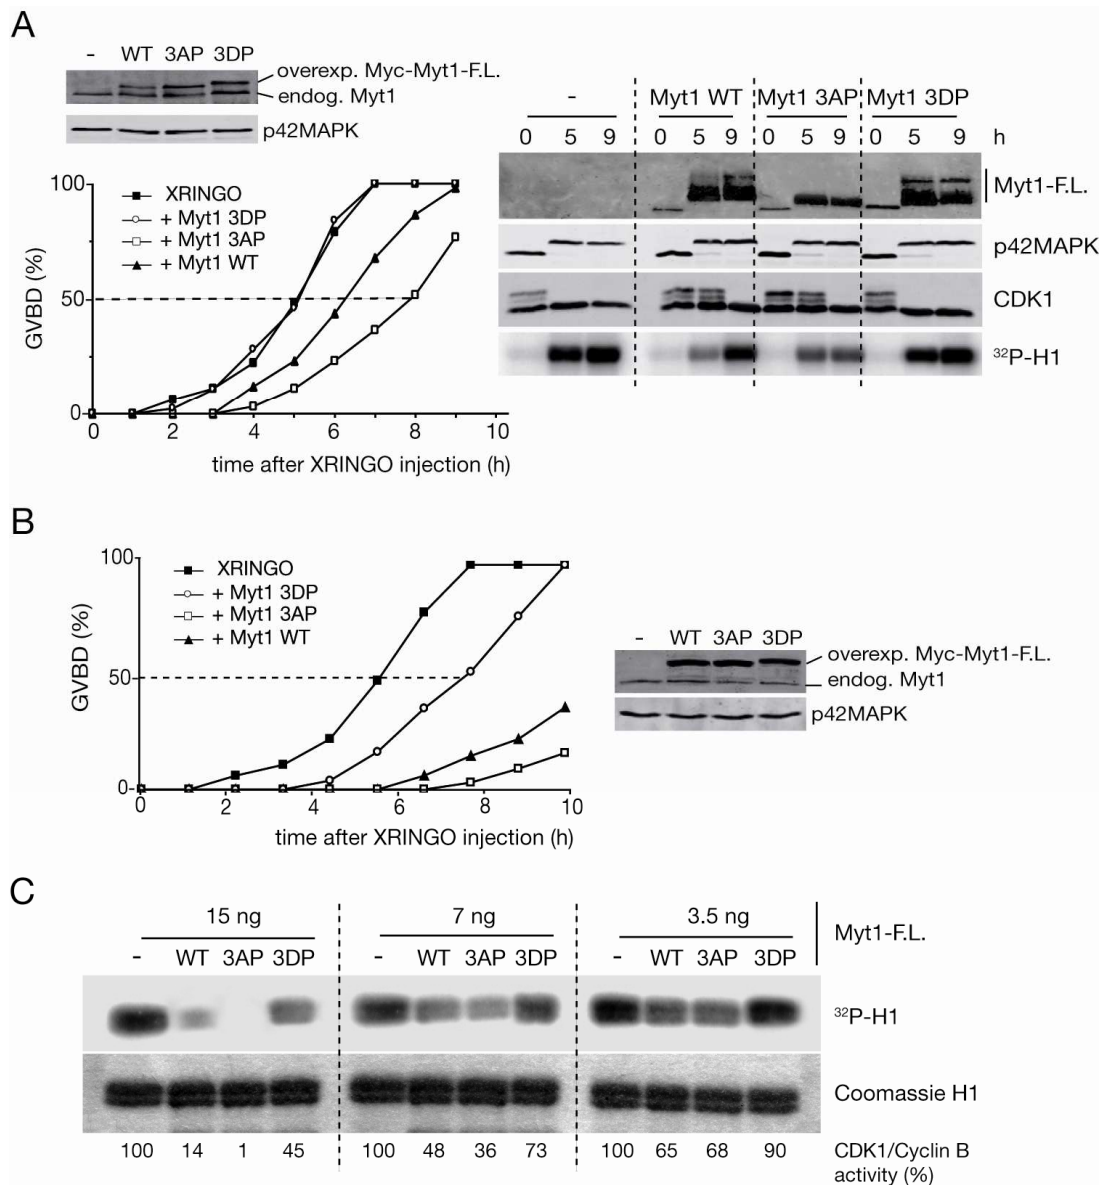 A
- WT 3AP 3DP
overexp. Myc-Myt1-F.L.
endog. Myt1
p42MAPK
100
50
0
GVBD (%)
XRINGO
+ Myt1 3DP
+ Myt1 3AP
+ Myt1 WT
0 2 4 6 8 10
time after XRINGO injection (h)
- Myt1 WT Myt1 3AP Myt1 3DP
0 5 9 0 5 9 0 5 9 0 5 9 h
Myt1-F.L.
p42MAPK
CDK1
32P-H1
B
100
50
0
GVBD (%)
XRINGO
+ Myt1 3DP
+ Myt1 3AP
+ Myt1 WT
0 2 4 6 8 10
time after XRINGO injection (h)
- WT 3AP 3DP
overexp. Myc-Myt1-F.L.
endog. Myt1
p42MAPK
C
15 ng 7 ng 3.5 ng
Myt1-F.L.
- WT 3AP 3DP - WT 3AP 3DP - WT 3AP 3DP
32P-H1
Coomassie H1
100 14 1 45 100 48 36 73 100 65 68 90
CDK1/Cyclin B
activity (%)